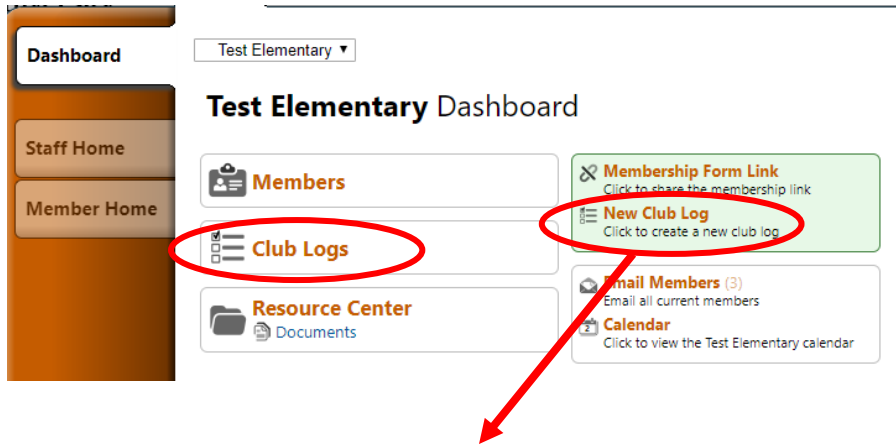 Dashboard
Staff Home
Member Home
Test Elementary ▼
Test Elementary Dashboard
Members
Club Logs
Resource Center
Documents
Membership Form Link
Click to share the membership link
New Club Log
Click to create a new club log
Email Members (3)
Email all current members
2 Calendar
Click to view the Test Elementary calendar